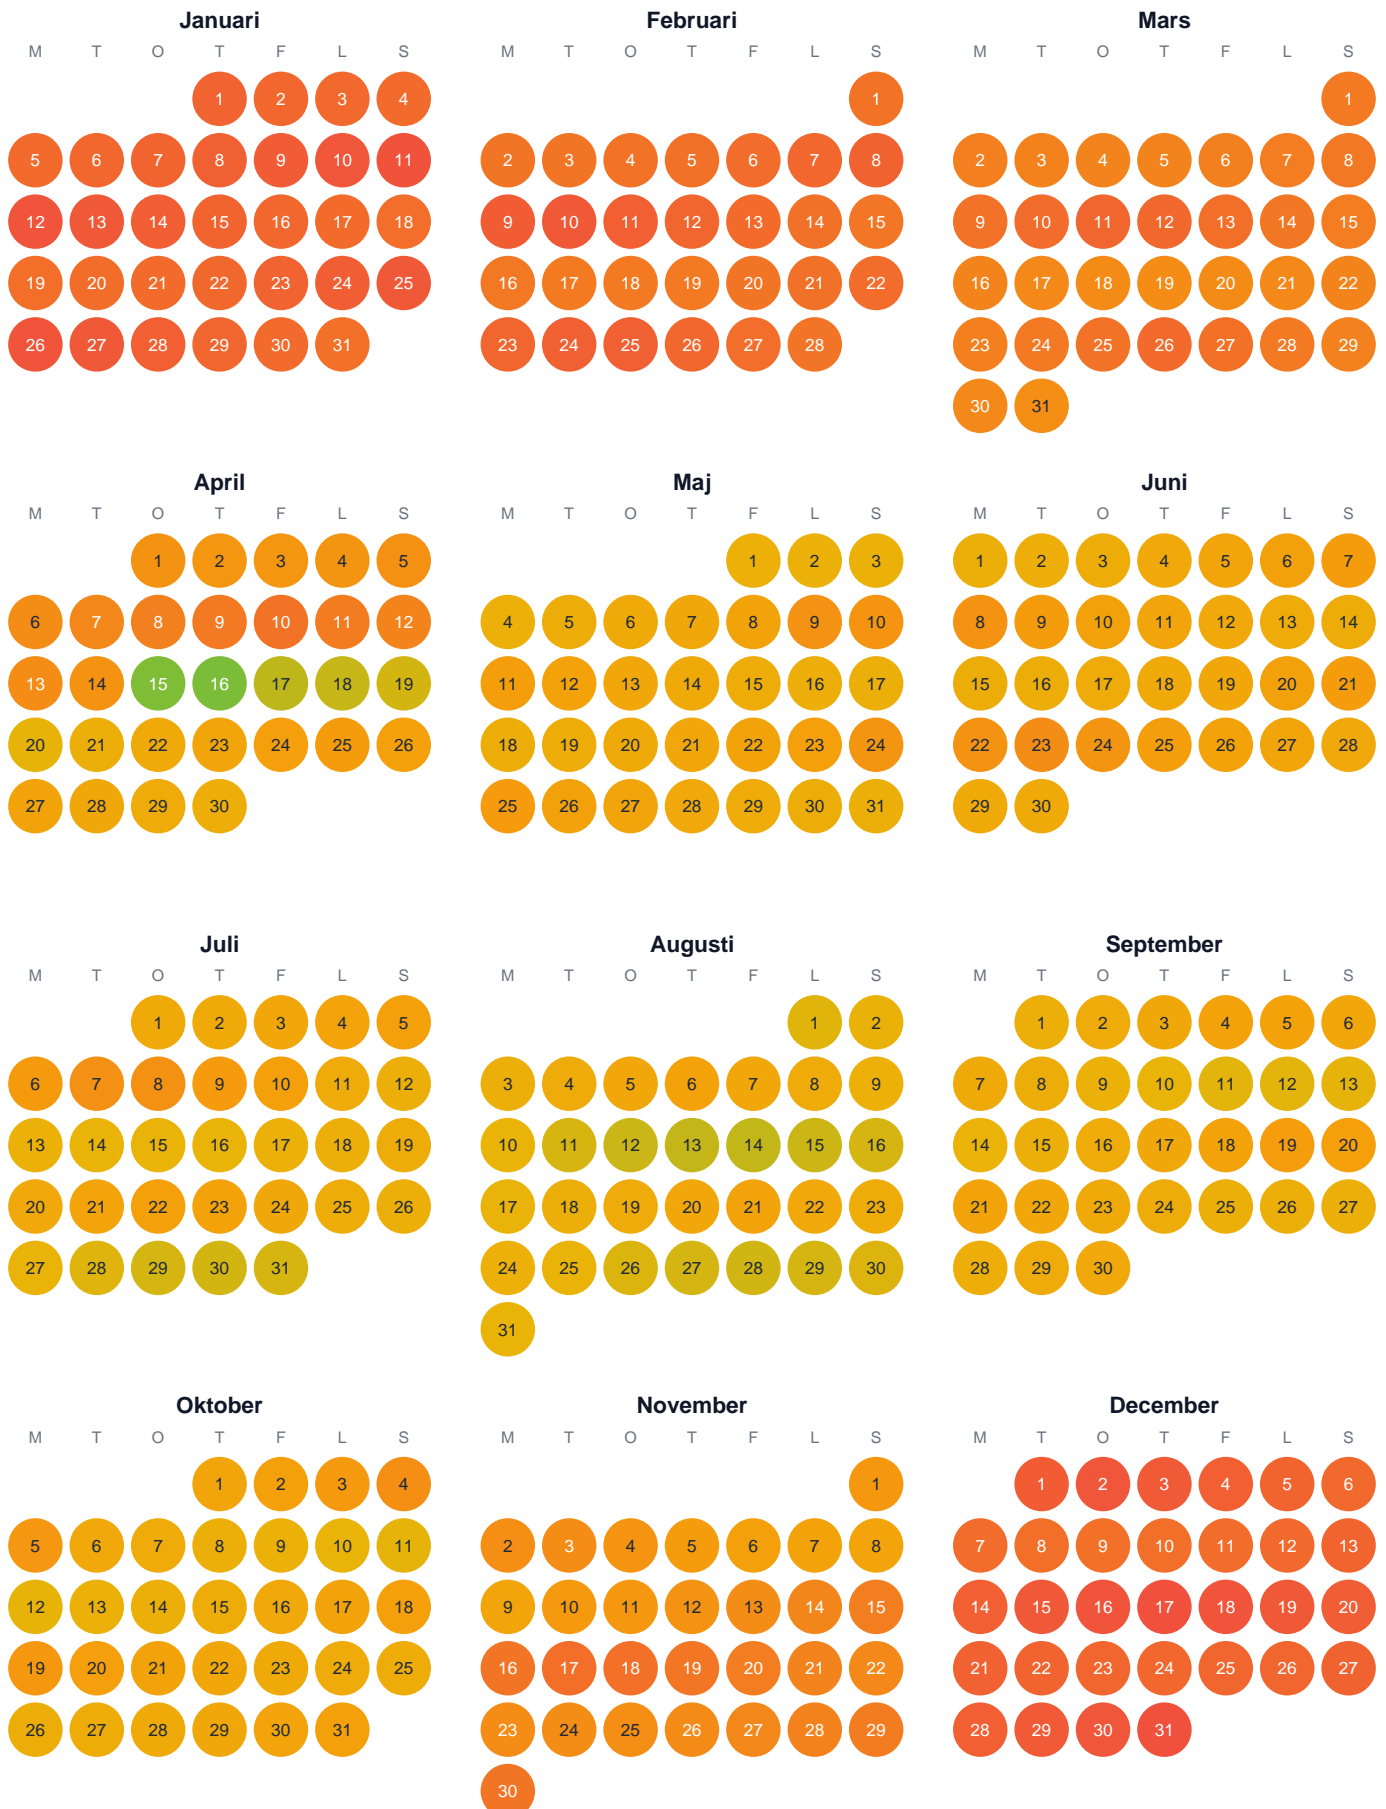 Januari Februari Mars
M T O T F L S M T O T F L S M T O T F L S
1 2 3 4 1 1
5 6 7 8 9 10 11 2 3 4 5 6 7 8 2 3 4 5 6 7 8
12 13 14 15 16 17 18 9 10 11 12 13 14 15 9 10 11 12 13 14 15
19 20 21 22 23 24 25 16 17 18 19 20 21 22 16 17 18 19 20 21 22
26 27 28 29 30 31 23 24 25 26 27 28 23 24 25 26 27 28 29
30 31
April Maj Juni
M T O T F L S M T O T F L S M T O T F L S
1 2 3 4 5 1 2 3 1 2 3 4 5 6 7
6 7 8 9 10 11 12 4 5 6 7 8 9 10 8 9 10 11 12 13 14
13 14 15 16 17 18 19 11 12 13 14 15 16 17 15 16 17 18 19 20 21
20 21 22 23 24 25 26 18 19 20 21 22 23 24 22 23 24 25 26 27 28
27 28 29 30 25 26 27 28 29 30 31 29 30
Juli Augusti September
M T O T F L S M T O T F L S M T O T F L S
1 2 3 4 5 1 2 1 2 3 4 5 6
6 7 8 9 10 11 12 3 4 5 6 7 8 9 7 8 9 10 11 12 13
13 14 15 16 17 18 19 10 11 12 13 14 15 16 14 15 16 17 18 19 20
20 21 22 23 24 25 26 17 18 19 20 21 22 23 21 22 23 24 25 26 27
27 28 29 30 31 24 25 26 27 28 29 30 28 29 30
31
Oktober November December
M T O T F L S M T O T F L S M T O T F L S
1 2 3 4 1 1 2 3 4 5 6
5 6 7 8 9 10 11 2 3 4 5 6 7 8 7 8 9 10 11 12 13
12 13 14 15 16 17 18 9 10 11 12 13 14 15 14 15 16 17 18 19 20
19 20 21 22 23 24 25 16 17 18 19 20 21 22 21 22 23 24 25 26 27
26 27 28 29 30 31 23 24 25 26 27 28 29 28 29 30 31
30